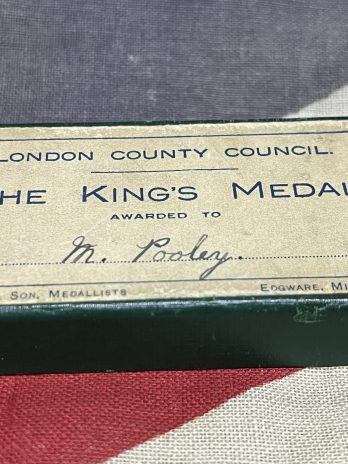 LONDON COUNTY COUNCIL.
HE KING'S MEDAL
AWARDED TO
M. Pooley.
SON, MEDALLISTS EDGWARE, MI